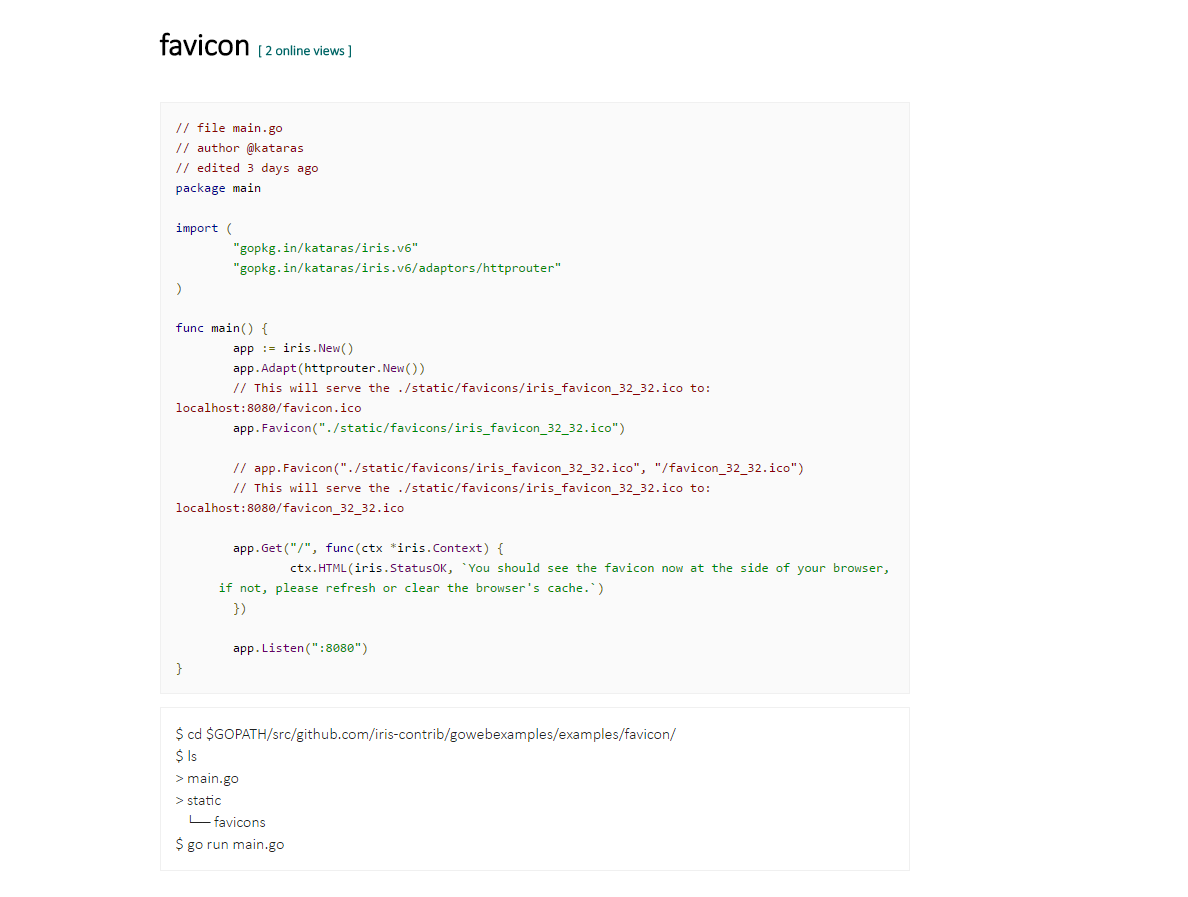 favicon [ 2 online views ]
// file main.go
// author @kataras
// edited 3 days ago
package main
import (
"gopkg.in/kataras/iris.v6"
"gopkg.in/kataras/iris.v6/adaptors/httprouter"
)
func main() {
app := iris.New()
app.Adapt(httprouter.New())
// This will serve the ./static/favicons/iris_favicon_32_32.ico to:
localhost:8080/favicon.ico
app.Favicon("./static/favicons/iris_favicon_32_32.ico")
// app.Favicon("./static/favicons/iris_favicon_32_32.ico", "/favicon_32_32.ico")
// This will serve the ./static/favicons/iris_favicon_32_32.ico to:
localhost:8080/favicon_32_32.ico
app.Get("/", func(ctx *iris.Context) {
ctx.HTML(iris.StatusOK, `You should see the favicon now at the side of your browser,
if not, please refresh or clear the browser's cache.`)
})
app.Listen(":8080")
}
$ cd $GOPATH/src/github.com/iris-contrib/gowebexamples/examples/favicon/
$ ls
> main.go
> static
└── favicons
$ go run main.go